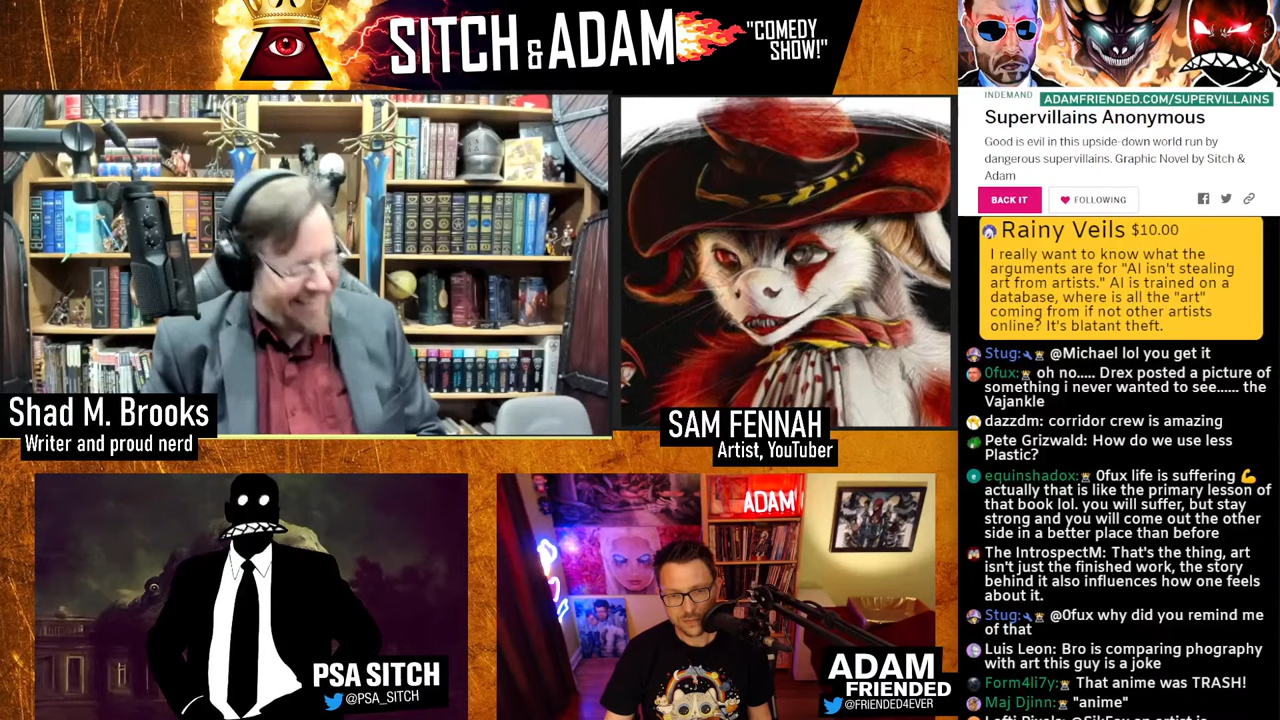 SITCH & ADAM
"COMEDY
SHOW!"
INDEMAND
ADAMFRIENDED.COM/SUPERVILLAINS
Supervillains Anonymous
Good is evil in this upside-down world run by
dangerous supervillains. Graphic Novel by Sitch &
Adam
BACK IT
FOLLOWING
Rainy Veils $10.00
I really want to know what the
arguments are for "AI isn't stealing
art from artists." AI is trained on a
database, where is all the "art"
coming from if not other artists
online? It's blatant theft.
Stug: @Michael lol you get it
0fux: oh no..... Drex posted a picture of
something i never wanted to see...... the
Vajankle
dazzdm: corridor crew is amazing
Pete Grizwald: How do we use less
Plastic?
equinshadox: 0fux life is suffering 💪
actually that is like the primary lesson of
that book lol. you will suffer, but stay
strong and you will come out the other
side in a better place than before
The IntrospectM: That's the thing, art
isn't just the finished work, the story
behind it also influences how one feels
about it.
Stug: @0fux why did you remind me
of that
Luis Leon: Bro is comparing phography
with art this guy is a joke
Form4li7y: That anime was TRASH!
Maj Djinn: "anime"
Shad M. Brooks
Writer and proud nerd
SAM FENNAH
Artist, YouTuber
PSA SITCH
@PSA_SITCH
ADAM
ADAM
FRIENDED
@FRIENDED4EVER